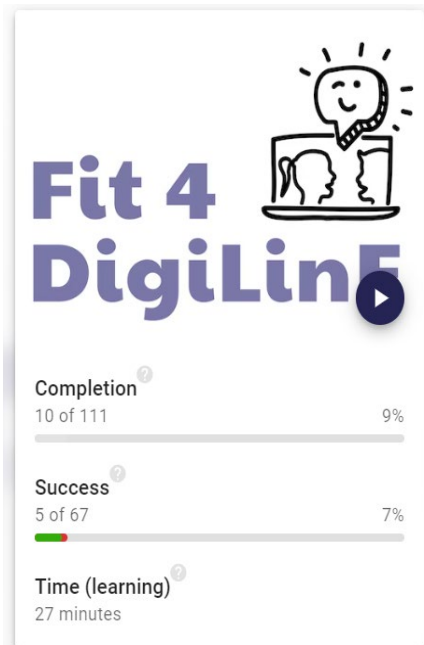 Fit 4
DigiLinE
Completion ?
10 of 111 9%
Success ?
5 of 67 7%
Time (learning) ?
27 minutes